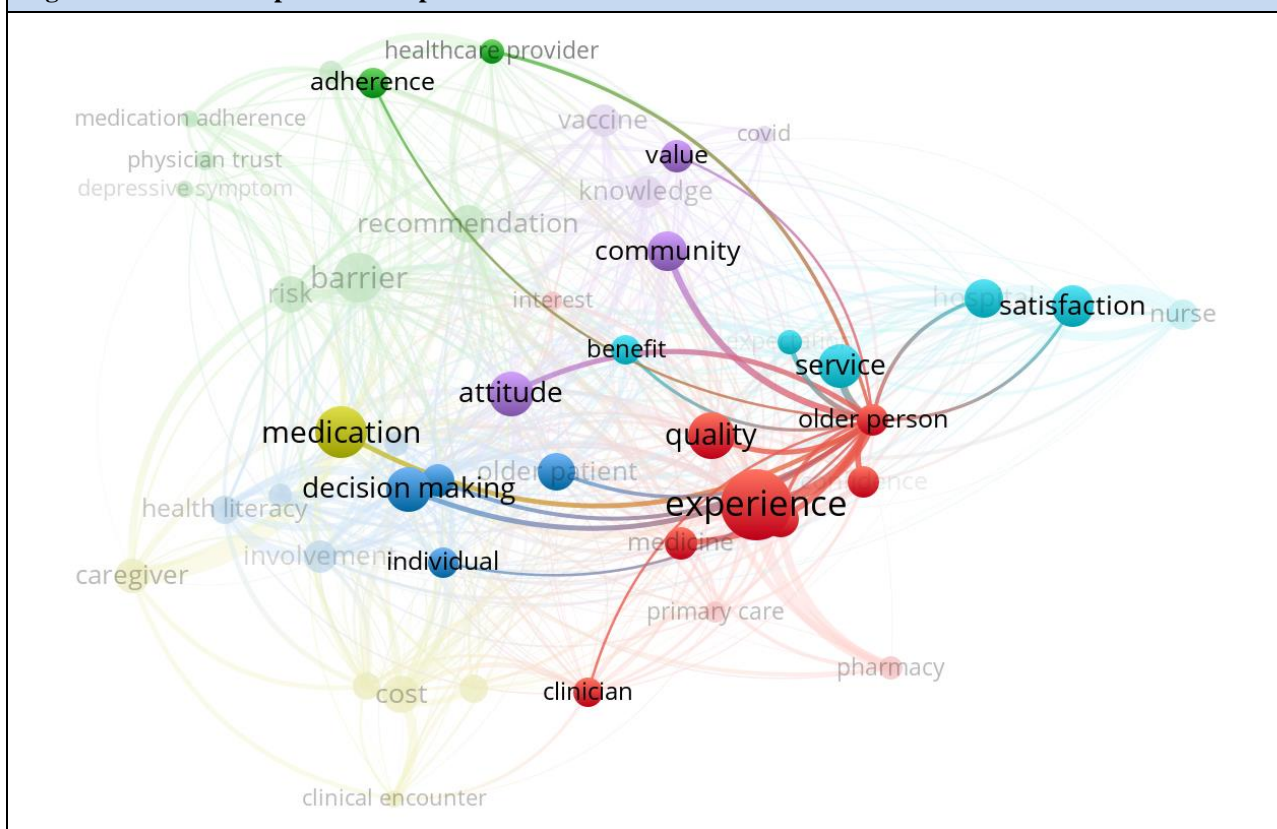 healthcare provider
adherence
medication adherence
vaccine
covid
value
physician trust
depressive symptom
knowledge
recommendation
community
barrier
risk
interest
hospital
satisfaction
nurse
benefit
service
attitude
older person
medication
quality
older patient
decision making
experience
health literacy
medicine
involvement
individual
caregiver
primary care
pharmacy
clinician
cost
clinical encounter